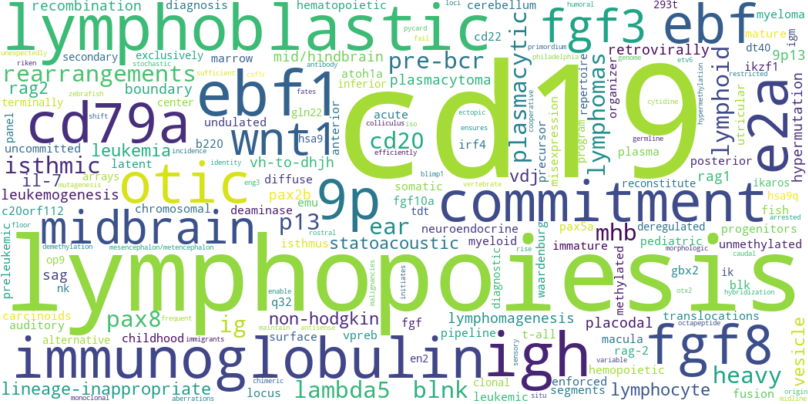 recombination diagnosis hematopoietic cerebellum loci humoral 293t
lymphoblastic fgf3 ebf myeloma
unexpectedly secondary exclusively marrow mid/hindbrain cd22 pycard fail primordium philadelphia genome etv6 dt40 mature igm
riken stochastic zebrafish antibody sufficient csf1r retrovirally
rearrangements boundary ebf1 pre-bcr cd19 plasmacytic lymphomas organizer lymphoid 9p13
rag2 center atoh1a plasmacytoma cooperative repertoire restricted ikzf1
terminally fates inferior hypermethylation
panel shift undulated gln22 anterior colliculus iso ectopic misexpression program cytidine e2a hypermutation
cd79a wnt1 acute ensures irf4 precursor germline utricular
uncommitted leukemia b220 incidence hsa9 cd20 efficiently plasma posterior
isthmic latent identity vh-to-dhjh diffuse vdj reconstitute rag1 ikaros
il-7 arrays mutagenesis eng3 otic pax2b 9p somatic blimp1 commitment vertebrata hsa9q
leukemogenesis chromosomal emu fgf10a tdt pax5a fish arrested
c20orf112 deaminase p13 ear neuroendocrine immature mhb deregulated progenitors
preleukemic floor midbrain demethylation isthmus statoacoustic myeloid pediatric morphologic unmethylated
op9 mesencephalon/metencephalon rostral malignancies initiates diagnostic rise waardenburg methylated gbx2 ik caudal
sag nk lymphopoiesis q32 enable otx2 blk hybridization
carcinoids frequent pax8 ig non-hodgkin fgf lymphomagenesis placodal translocations octapeptide
auditory maintain antisense surface vpreb pipeline t-all macula rag-2 fgf8 vesicle
alternative childhood immigrants en2 sensory hemopoietic variable
immunoglobulin igh heavy
lineage-inappropriate chimeric locus lambda5 blnk clonal enforced segments lymphocyte fusion origin
monoclonal aberrations leukemic situ midline